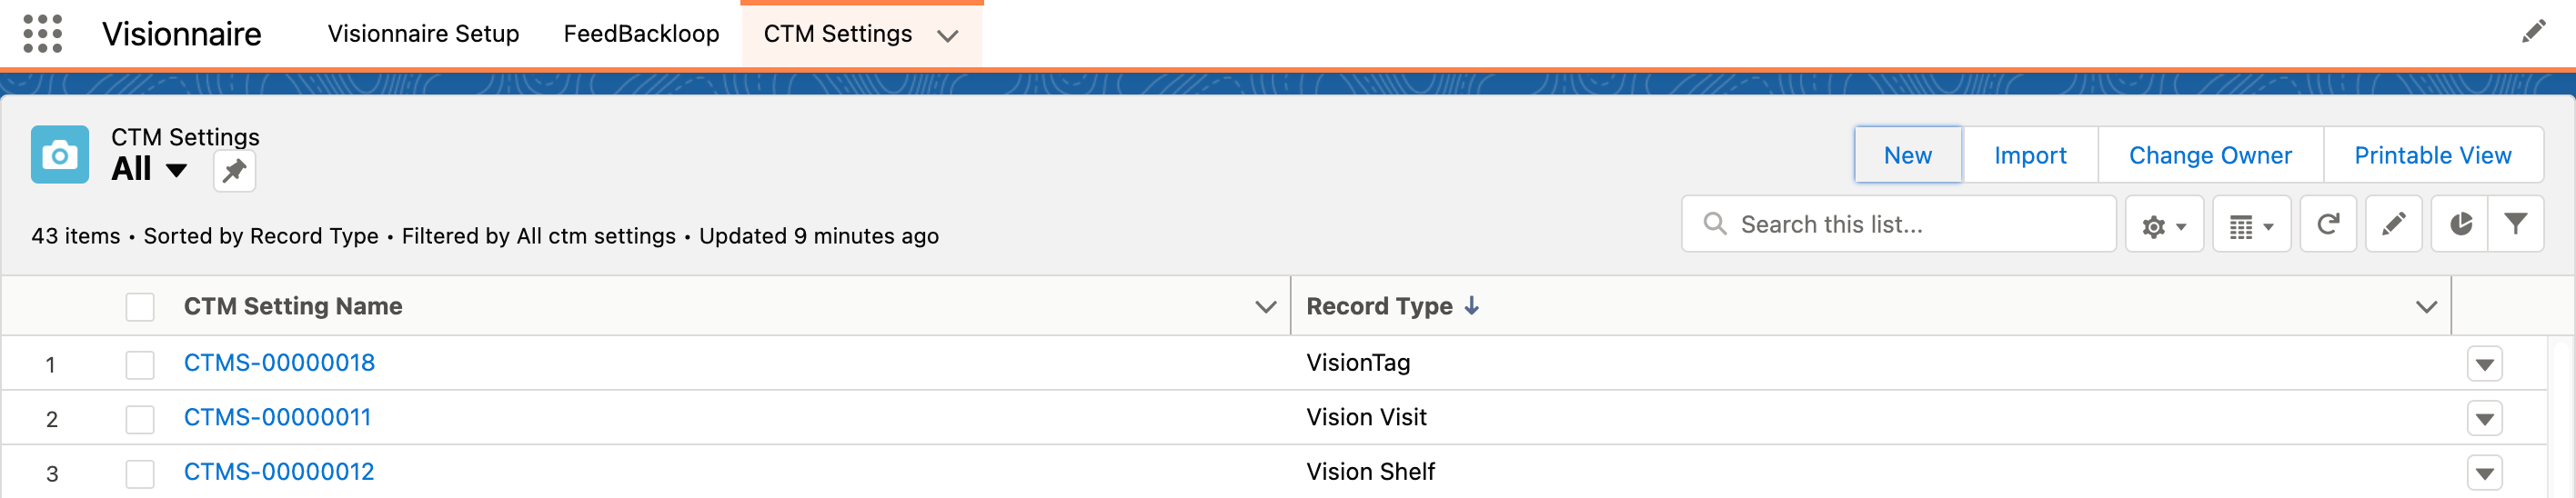 Visionnaire Visionnaire Setup FeedBackloop CTM Settings
CTM Settings
All
New Import Change Owner Printable View
43 items • Sorted by Record Type • Filtered by All ctm settings • Updated 9 minutes ago
Search this list...
CTM Setting Name Record Type
1 CTMS-00000018 VisionTag
2 CTMS-00000011 Vision Visit
3 CTMS-00000012 Vision Shelf